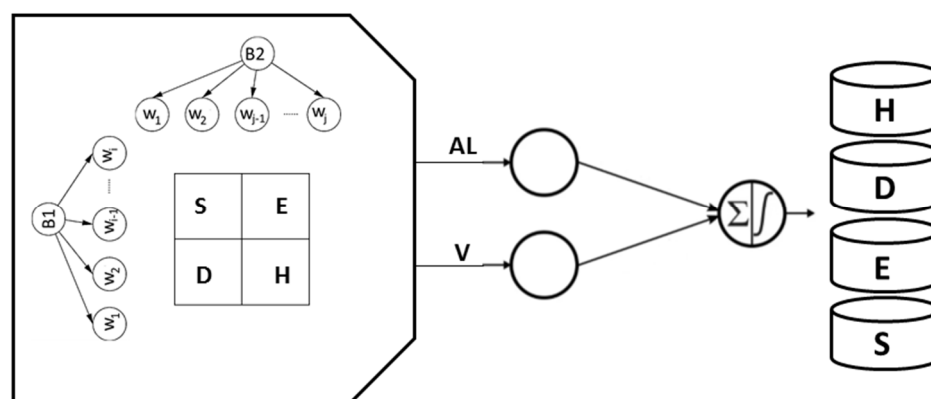 B2
w1 w2 wj-1 ...... wj
wi
......
wi-1
B1
w2
w1
S E
D H
AL
V
Σ ∫
H
D
E
S